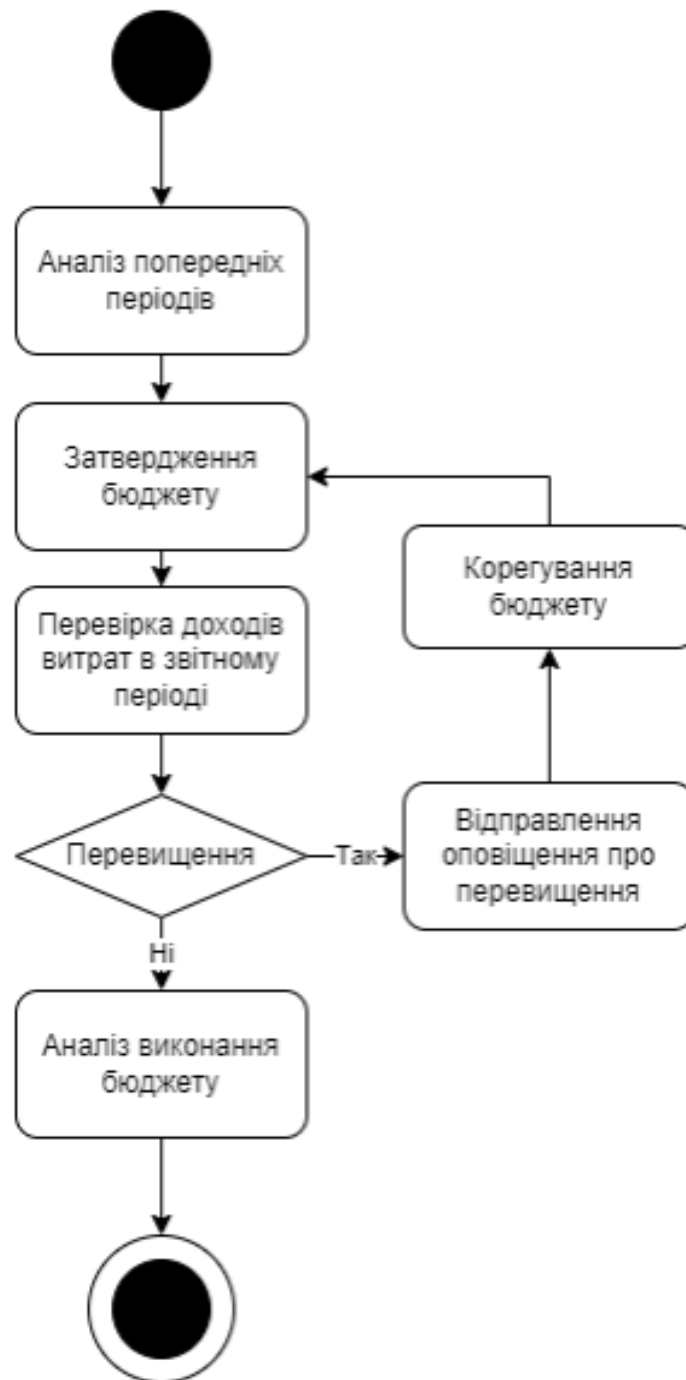 Аналіз попередніх
періодів
Затвердження
бюджету
Корегування
бюджету
Перевірка доходів
витрат в звітному
періоді
Перевищення
Так
Відправлення
оповіщення про
перевищення
Ні
Аналіз виконання
бюджету